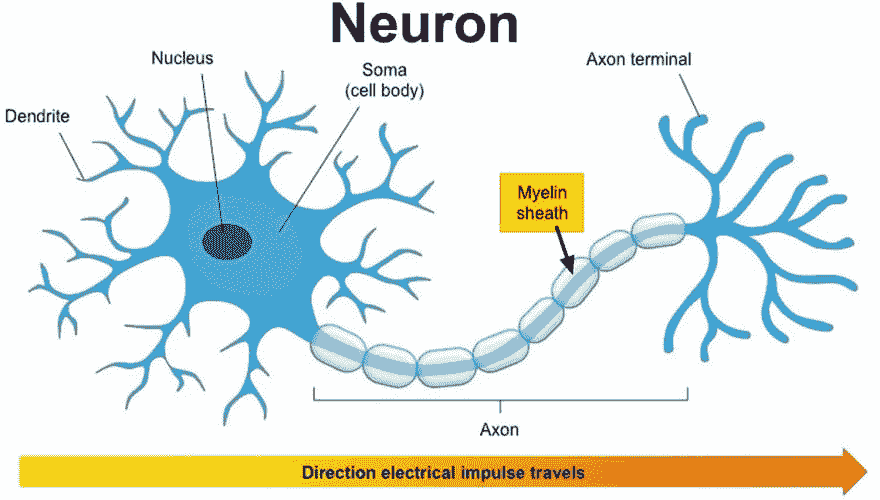 Neuron
Nucleus
Soma
(cell body)
Axon terminal
Dendrite
Myelin
sheath
Axon
Direction electrical impulse travels